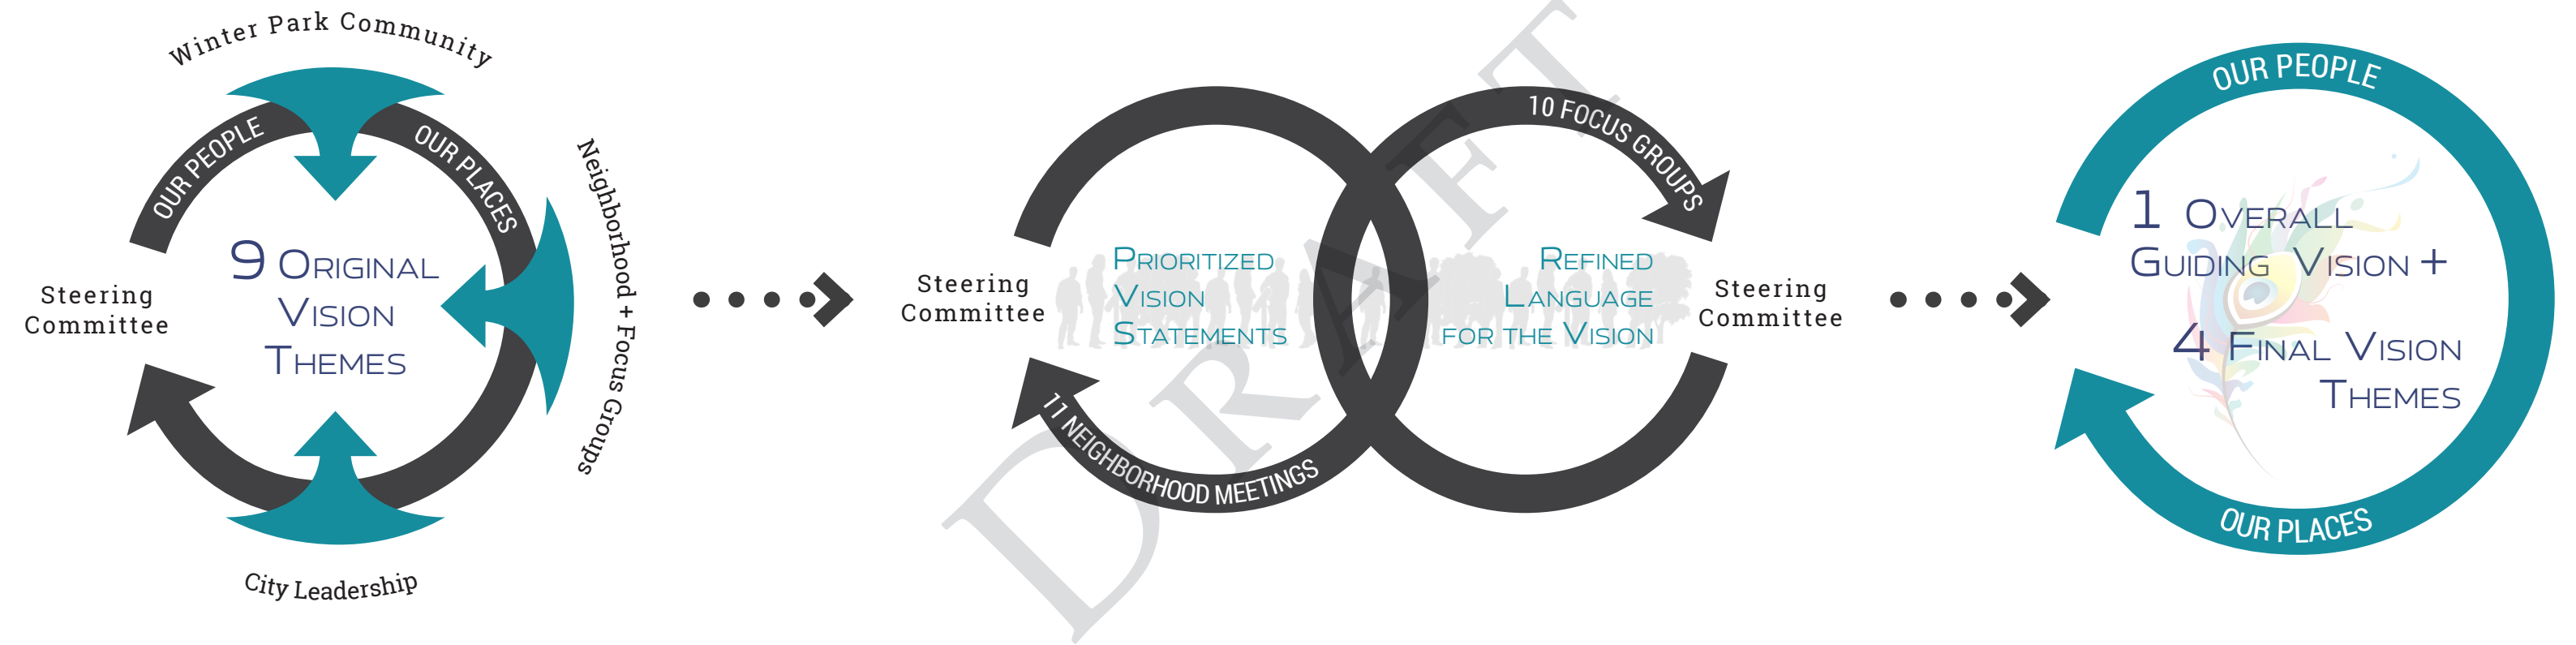 Winter Park Community
OUR PEOPLE
OUR PLACES
Neighborhood + Focus Groups
9 Original
Vision
Themes
Steering
Committee
City Leadership
Steering
Committee
Prioritized
Vision
Statements
11 NEIGHBORHOOD MEETINGS
10 FOCUS GROUPS
Refined
Language
for the Vision
Steering
Committee
DRAFT
OUR PEOPLE
1 Overall
Guiding Vision +
4 Final Vision
Themes
OUR PLACES